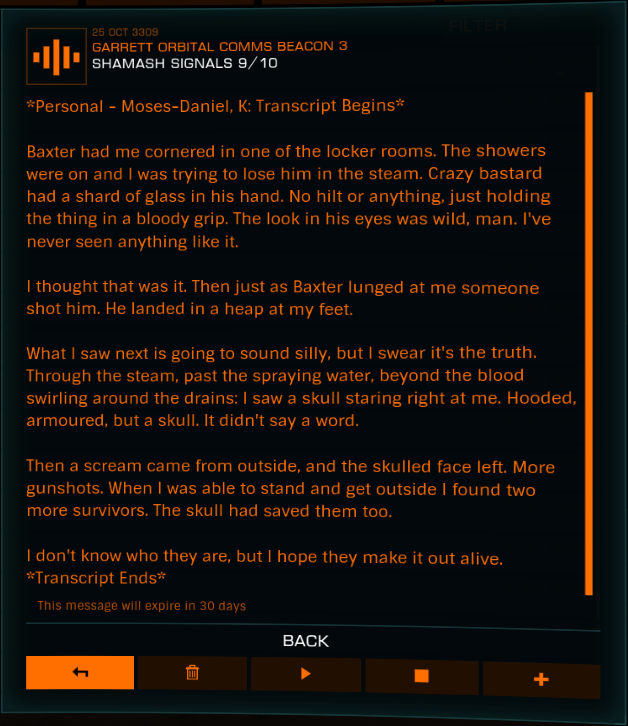 FILTER
25 OCT 3309
GARRETT ORBITAL COMMS BEACON 3
SHAMASH SIGNALS 9/10
*Personal - Moses-Daniel, K: Transcript Begins*
Baxter had me cornered in one of the locker rooms. The showers
were on and I was trying to lose him in the steam. Crazy bastard
had a shard of glass in his hand. No hilt or anything, just holding
the thing in a bloody grip. The look in his eyes was wild, man. I've
never seen anything like it.
I thought that was it. Then just as Baxter lunged at me someone
shot him. He landed in a heap at my feet.
What I saw next is going to sound silly, but I swear it's the truth.
Through the steam, past the spraying water, beyond the blood
swirling around the drains: I saw a skull staring right at me. Hooded,
armoured, but a skull. It didn't say a word.
Then a scream came from outside, and the skulled face left. More
gunshots. When I was able to stand and get outside I found two
more survivors. The skull had saved them too.
I don't know who they are, but I hope they make it out alive.
*Transcript Ends*
This message will expire in 30 days
BACK